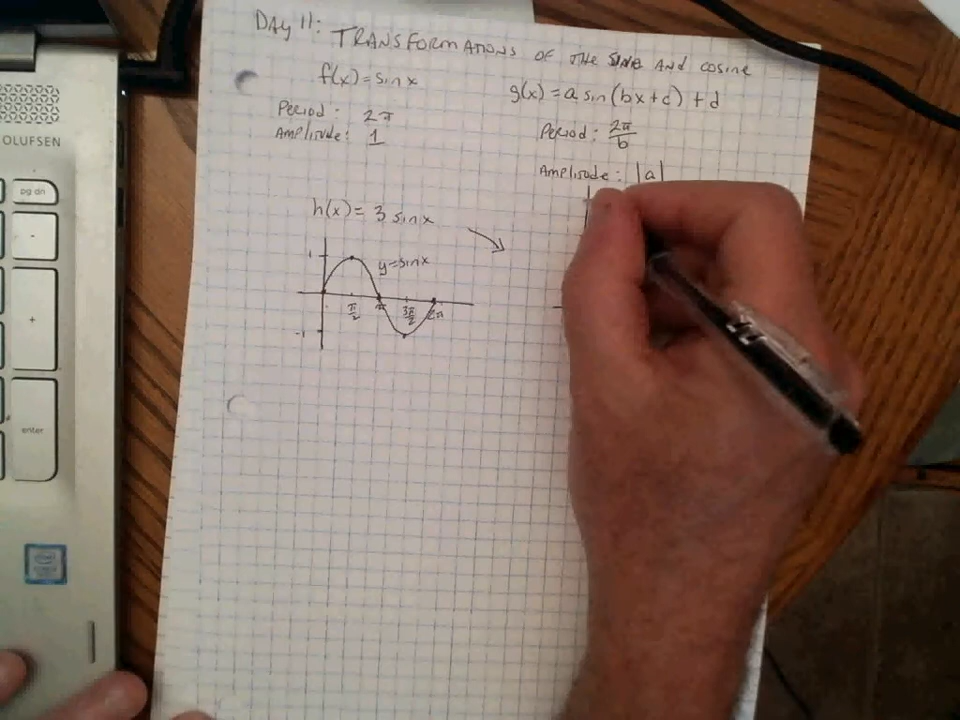 DAY 11: TRANSFORMATIONS OF THE SINE AND COSINE
f(x) = sin x
PERIOD: 2π
AMPLITUDE: 1
g(x) = a sin(bx+c) + d
PERIOD: 2π/b
AMPLITUDE: |a|
h(x) = 3 sin x
y = sin x
1
-1
π/2
π
3π/2
2π
OLUFSEN
pg dn
-
+
enter